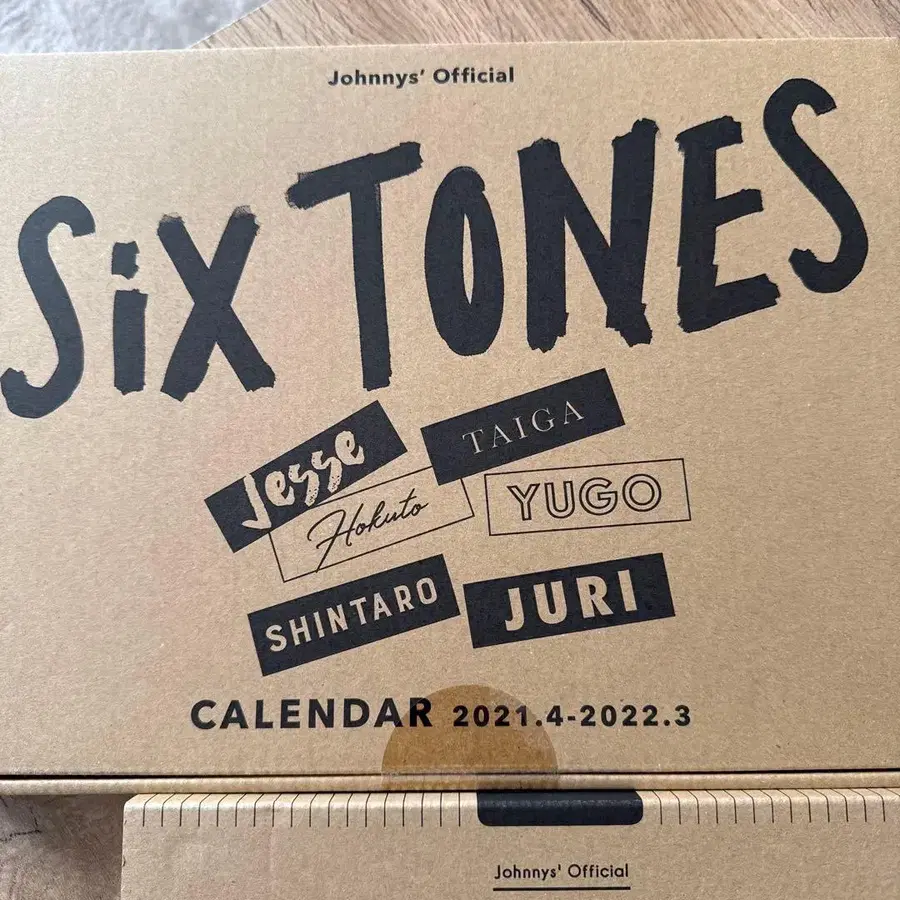 Johnnys' Official
SiXTONES
Jesse
TAIGA
Hokuto
YUGO
SHINTARO
JURI
CALENDAR 2021.4-2022.3
Johnnys' Official